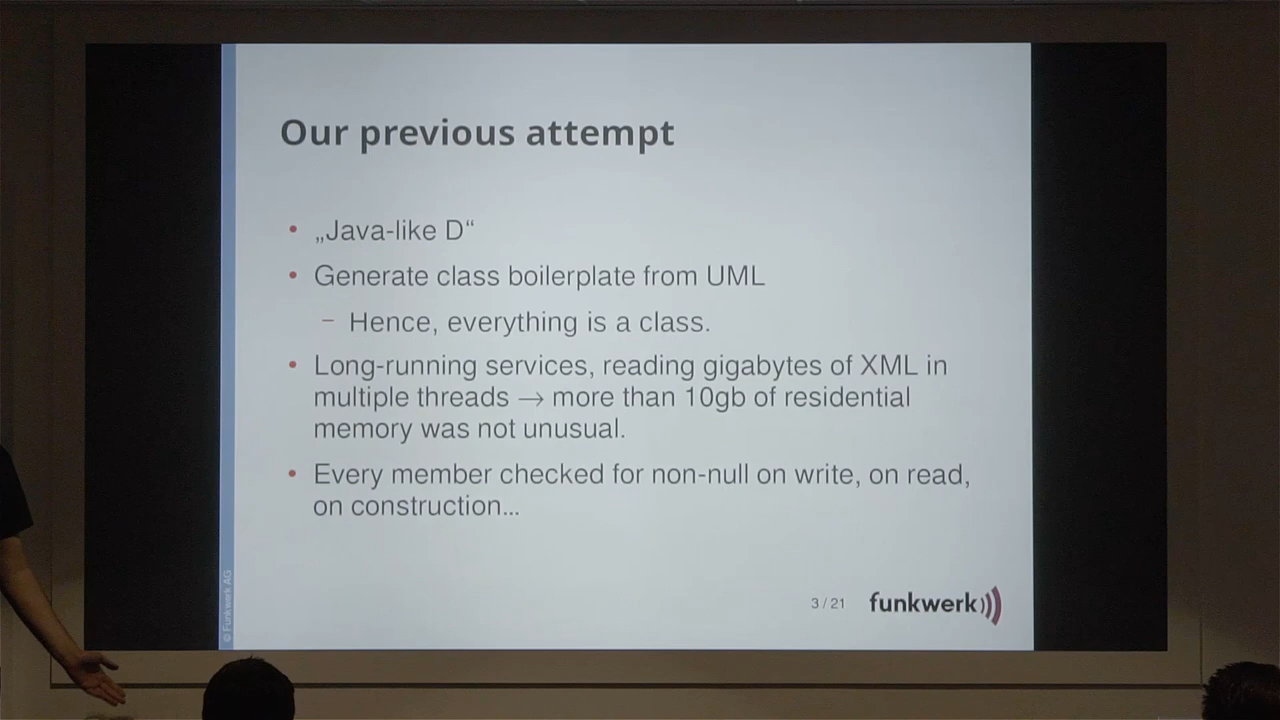 Our previous attempt
• „Java-like D“
• Generate class boilerplate from UML
– Hence, everything is a class.
• Long-running services, reading gigabytes of XML in
multiple threads → more than 10gb of residential
memory was not unusual.
• Every member checked for non-null on write, on read,
on construction...
3 / 21
funkwerk
© Funkwerk AG